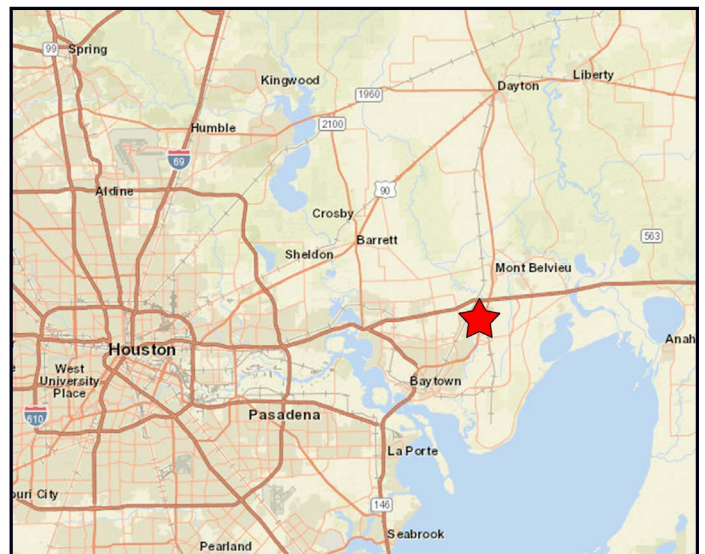 99
Spring
Kingwood
1960
Dayton
Liberty
2100
Humble
69
Aldine
90
Crosby
Barrett
563
Sheldon
Mont Belvieu
Houston
Anah
West
University
Place
Baytown
610
Pasadena
La Porte
ouri City
146
Seabrook
Pearland